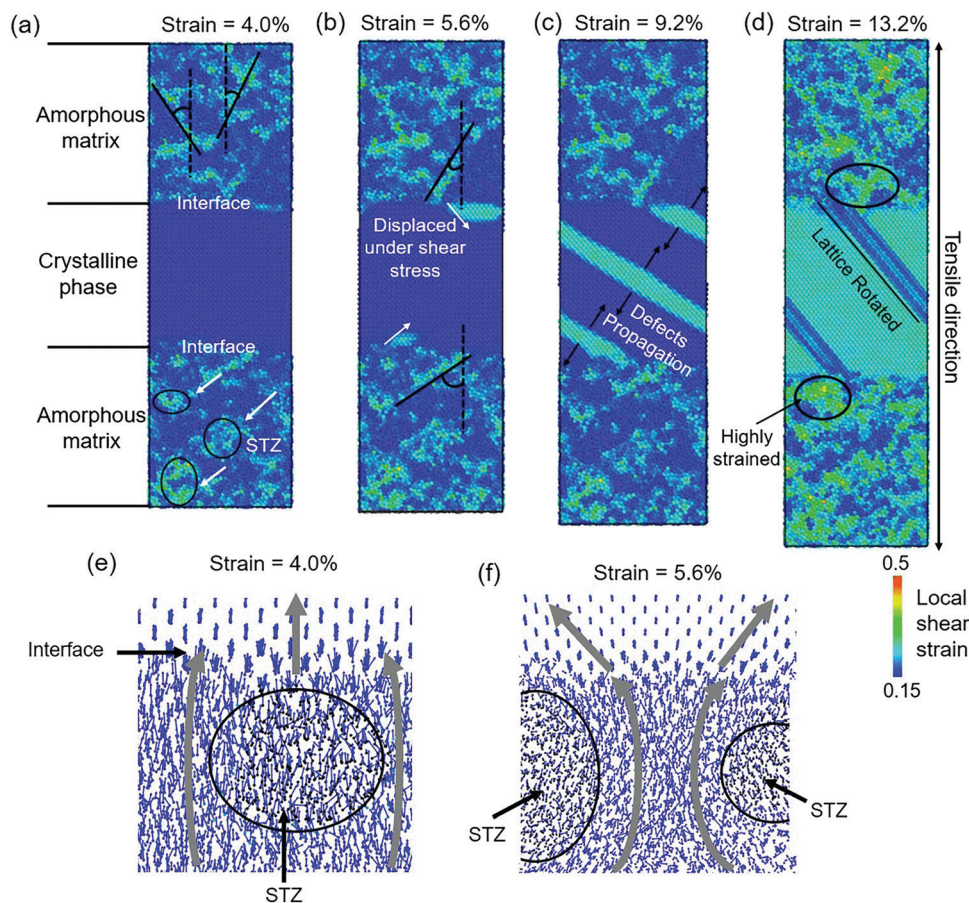 (a)
Strain = 4.0%
(b)
Strain = 5.6%
(c)
Strain = 9.2%
(d)
Strain = 13.2%
Amorphous
matrix
Interface
Crystalline
phase
Interface
Amorphous
matrix
STZ
Displaced
under shear
stress
Defects
Propagation
Lattice Rotated
Highly
strained
Tensile direction
(e)
Strain = 4.0%
Interface
STZ
(f)
Strain = 5.6%
STZ
STZ
0.5
Local
shear
strain
0.15